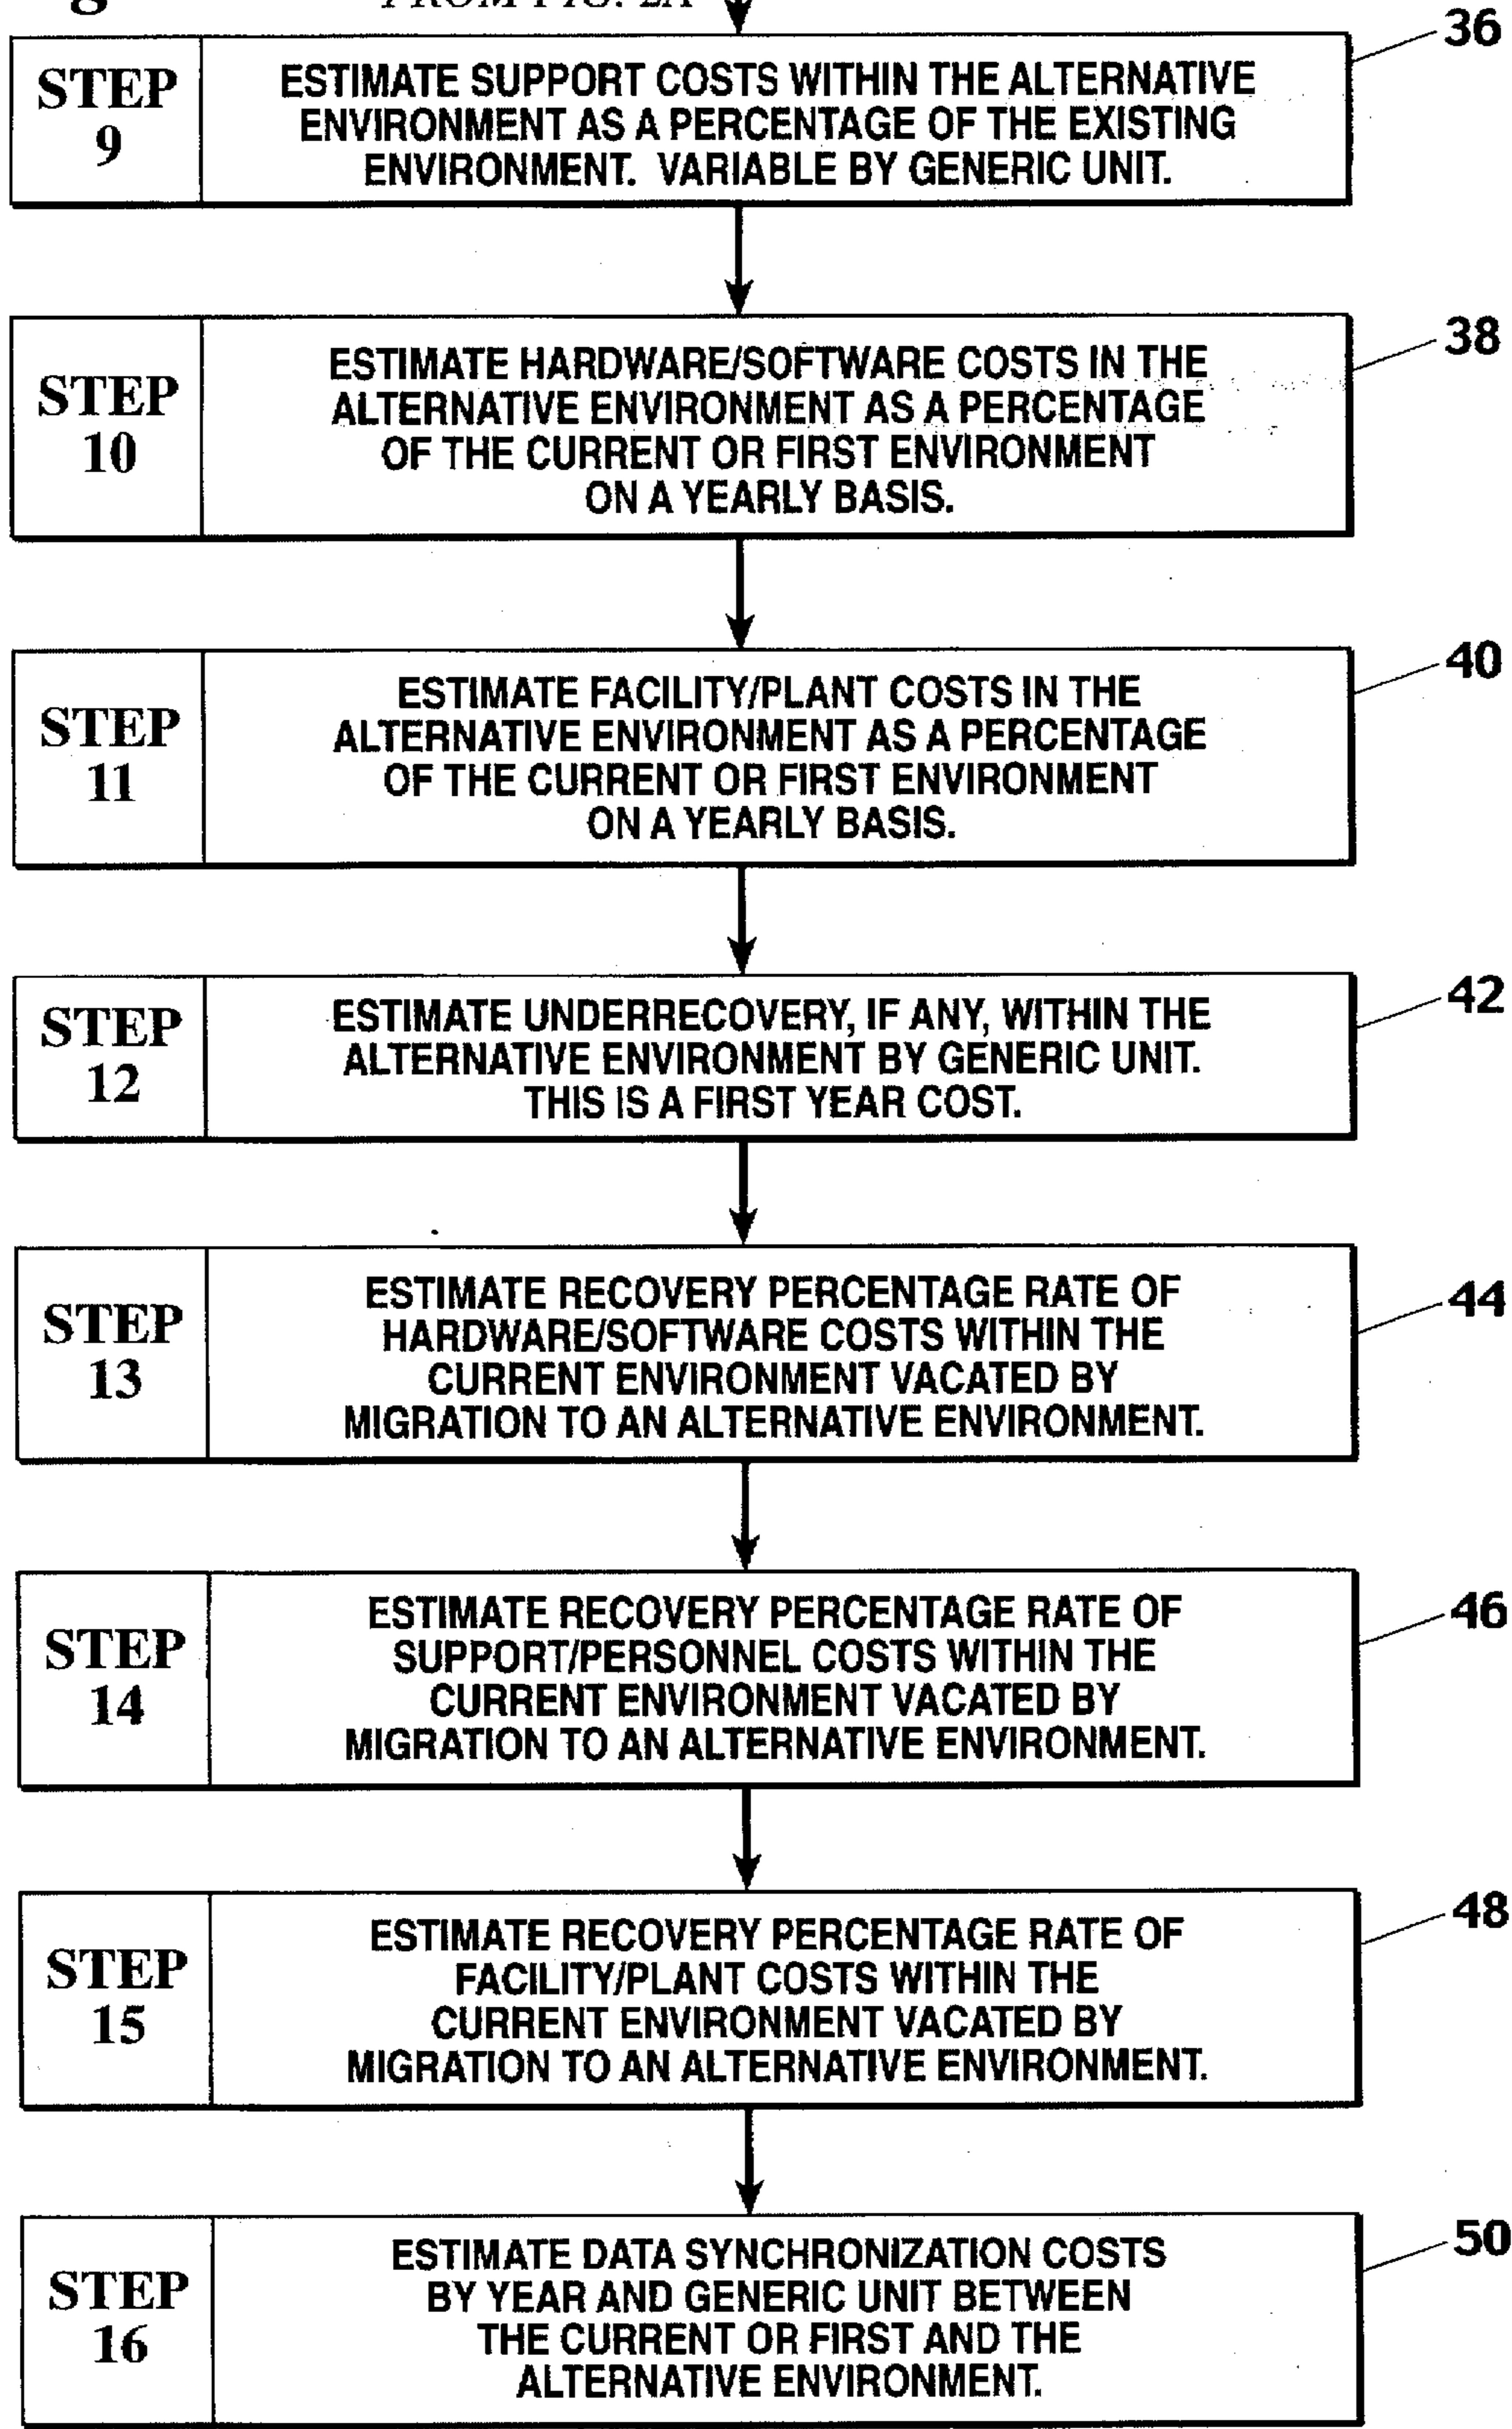 FROM FIG. 2A
36
STEP
9
ESTIMATE SUPPORT COSTS WITHIN THE ALTERNATIVE
ENVIRONMENT AS A PERCENTAGE OF THE EXISTING
ENVIRONMENT. VARIABLE BY GENERIC UNIT.
38
STEP
10
ESTIMATE HARDWARE/SOFTWARE COSTS IN THE
ALTERNATIVE ENVIRONMENT AS A PERCENTAGE
OF THE CURRENT OR FIRST ENVIRONMENT
ON A YEARLY BASIS.
40
STEP
11
ESTIMATE FACILITY/PLANT COSTS IN THE
ALTERNATIVE ENVIRONMENT AS A PERCENTAGE
OF THE CURRENT OR FIRST ENVIRONMENT
ON A YEARLY BASIS.
42
STEP
12
ESTIMATE UNDERRECOVERY, IF ANY, WITHIN THE
ALTERNATIVE ENVIRONMENT BY GENERIC UNIT.
THIS IS A FIRST YEAR COST.
44
STEP
13
ESTIMATE RECOVERY PERCENTAGE RATE OF
HARDWARE/SOFTWARE COSTS WITHIN THE
CURRENT ENVIRONMENT VACATED BY
MIGRATION TO AN ALTERNATIVE ENVIRONMENT.
46
STEP
14
ESTIMATE RECOVERY PERCENTAGE RATE OF
SUPPORT/PERSONNEL COSTS WITHIN THE
CURRENT ENVIRONMENT VACATED BY
MIGRATION TO AN ALTERNATIVE ENVIRONMENT.
48
STEP
15
ESTIMATE RECOVERY PERCENTAGE RATE OF
FACILITY/PLANT COSTS WITHIN THE
CURRENT ENVIRONMENT VACATED BY
MIGRATION TO AN ALTERNATIVE ENVIRONMENT.
50
STEP
16
ESTIMATE DATA SYNCHRONIZATION COSTS
BY YEAR AND GENERIC UNIT BETWEEN
THE CURRENT OR FIRST AND THE
ALTERNATIVE ENVIRONMENT.